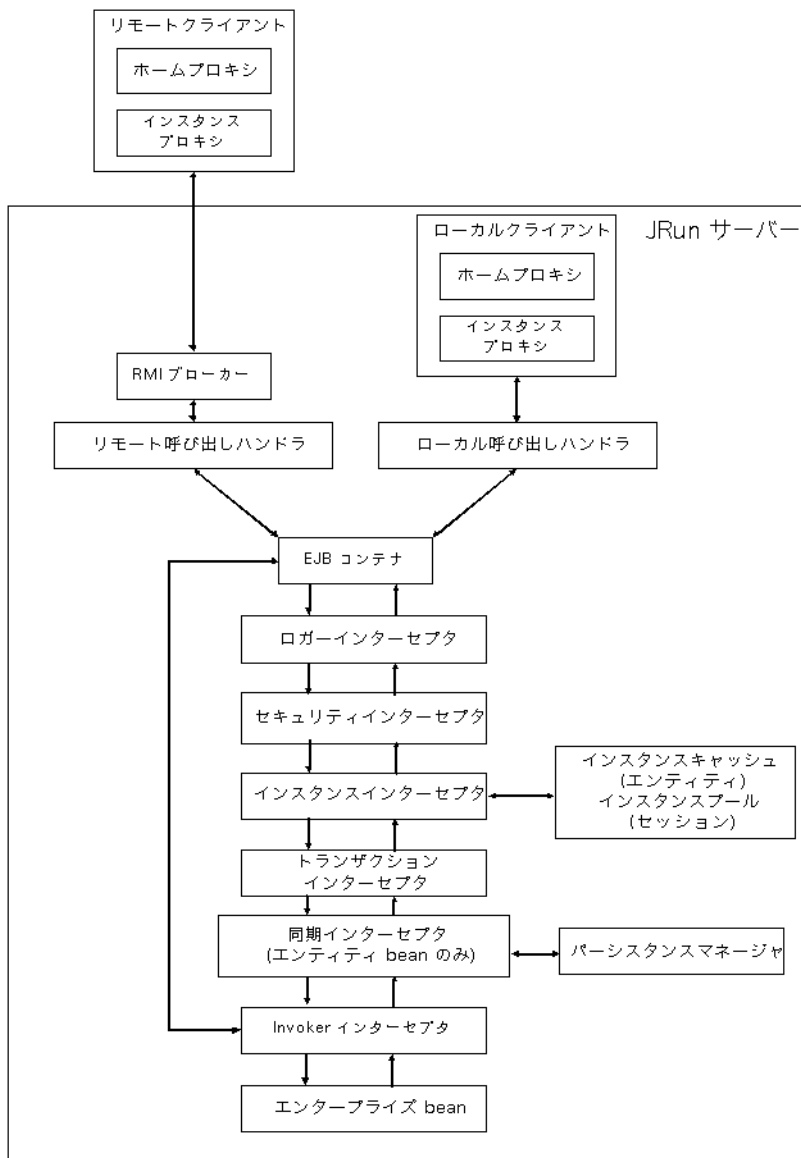 リモートクライアント
ホームプロキシ
インスタンス
プロキシ
JRun サーバー
ローカルクライアント
ホームプロキシ
インスタンス
プロキシ
RMI ブローカー
リモート呼び出しハンドラ
ローカル呼び出しハンドラ
EJB コンテナ
ロガーインターセプタ
セキュリティインターセプタ
インスタンスインターセプタ
インスタンスキャッシュ
(エンティティ)
インスタンスプール
(セッション)
トランザクション
インターセプタ
同期インターセプタ
(エンティティ bean のみ)
パーシスタンスマネージャ
Invoker インターセプタ
エンタープライズ bean